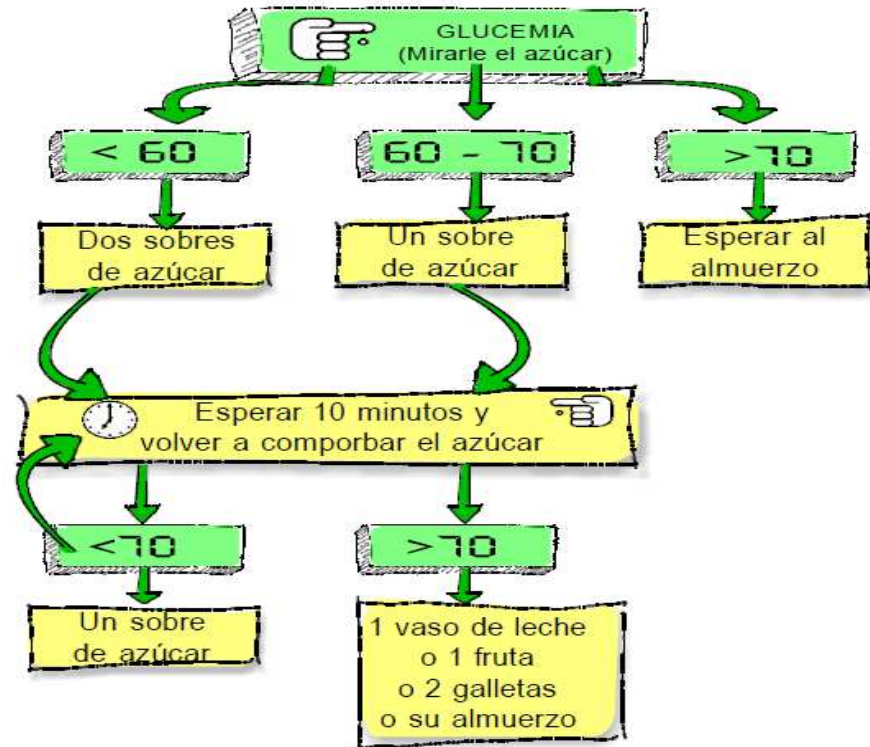 GLUCEMIA
(Mirarle el azúcar)
< 60
60 - 70
>70
Dos sobres
de azúcar
Un sobre
de azúcar
Esperar al
almuerzo
Esperar 10 minutos y
volver a comporbar el azúcar
<70
>70
Un sobre
de azúcar
1 vaso de leche
o 1 fruta
o 2 galletas
o su almuerzo